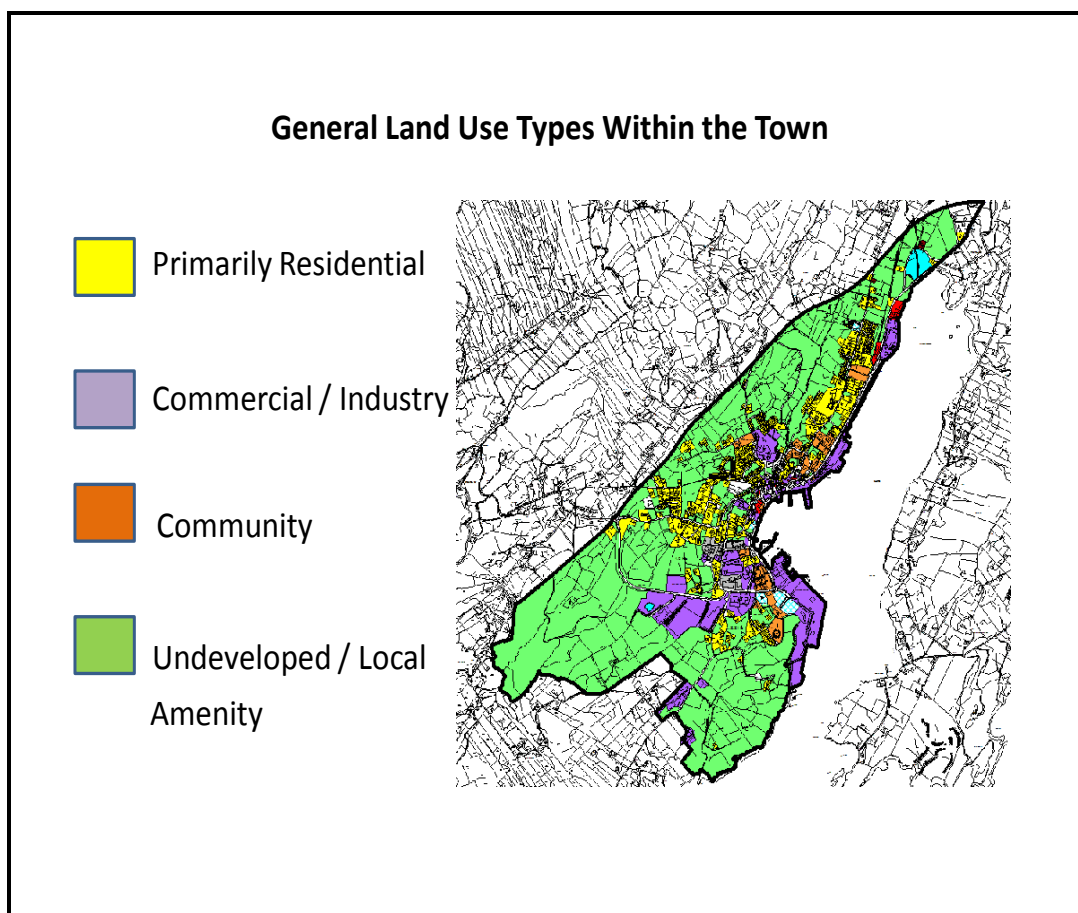 General Land Use Types Within the Town
Primarily Residential
Commercial / Industry
Community
Undeveloped / Local
Amenity